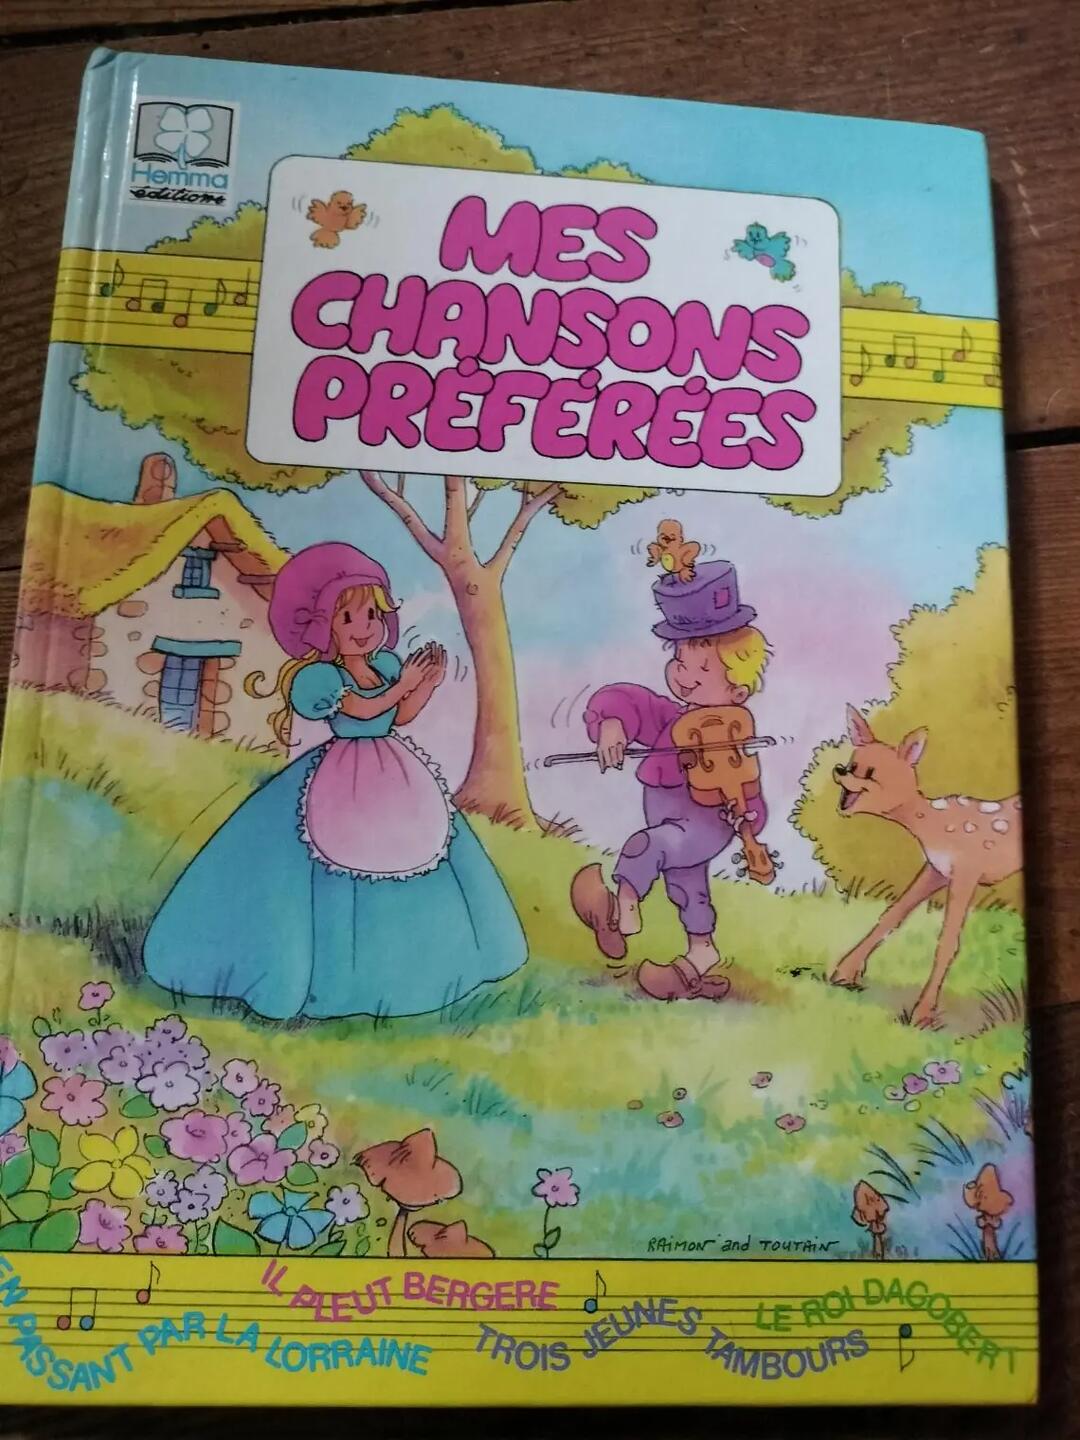 Hemma
éditions
MES
CHANSONS
PRÉFÉRÉES
RAIMON and TOUTAIN
EN PASSANT PAR LA LORRAINE
IL PLEUT BERGERE
TROIS JEUNES TAMBOURS
LE ROI DAGOBERT